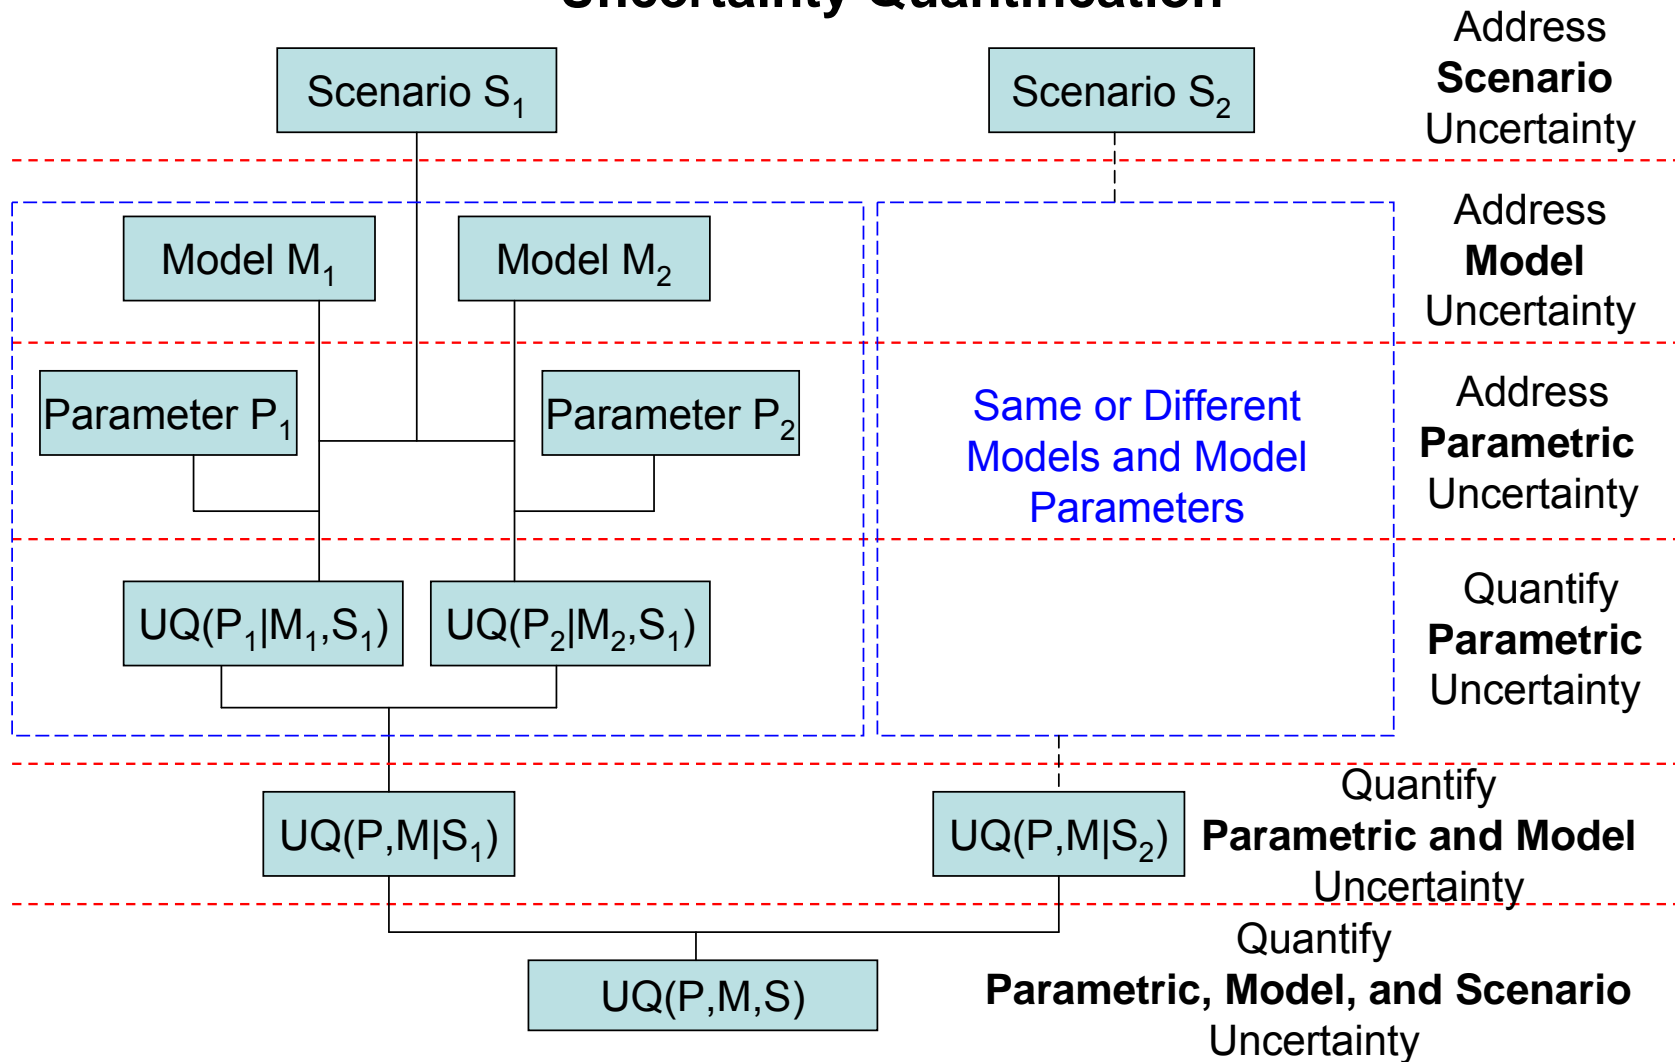 Uncertainty Quantification
Scenario S1
Scenario S2
Address
Scenario
Uncertainty
Model M1
Model M2
Address
Model
Uncertainty
Parameter P1
Parameter P2
Same or Different
Models and Model
Parameters
Address
Parametric
Uncertainty
UQ(P1|M1,S1)
UQ(P2|M2,S1)
Quantify
Parametric
Uncertainty
UQ(P,M|S1)
UQ(P,M|S2)
Quantify
Parametric and Model
Uncertainty
UQ(P,M,S)
Quantify
Parametric, Model, and Scenario
Uncertainty